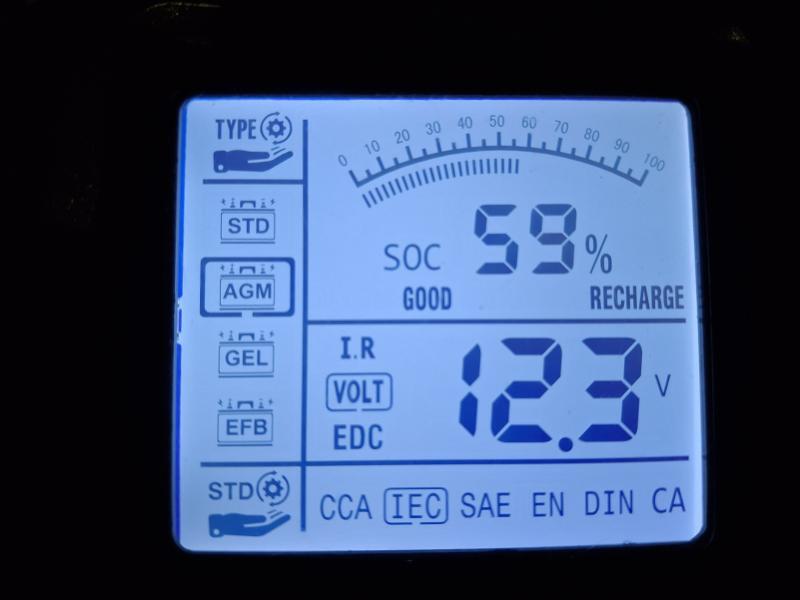 TYPE
0 10 20 30 40 50 60 70 80 90 100
STD
SOC 59%
AGM
GOOD RECHARGE
GEL
I.R
VOLT 12.3 V
EFB
EDC
STD
CCA IEC SAE EN DIN CA